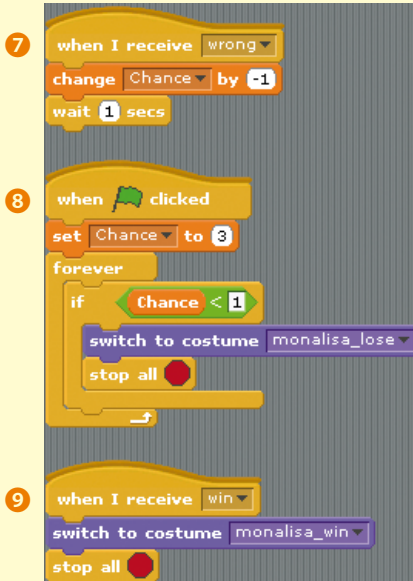 7
when I receive wrong
change Chance by -1
wait 1 secs
8
when clicked
set Chance to 3
forever
if Chance < 1
switch to costume monalisa_lose
stop all
9
when I receive win
switch to costume monalisa_win
stop all